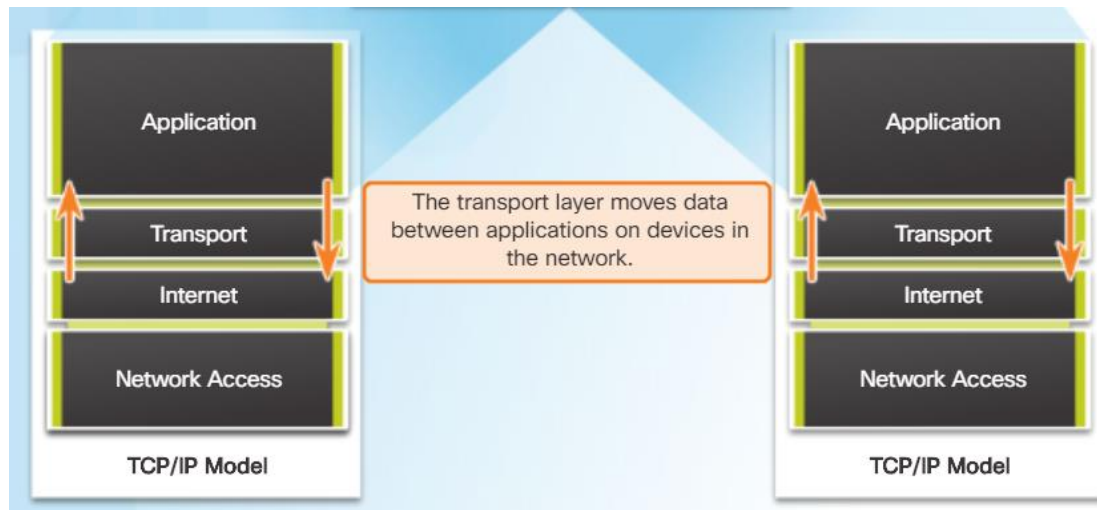 Application
Transport
Internet
Network Access
TCP/IP Model
The transport layer moves data
between applications on devices in
the network.
Application
Transport
Internet
Network Access
TCP/IP Model